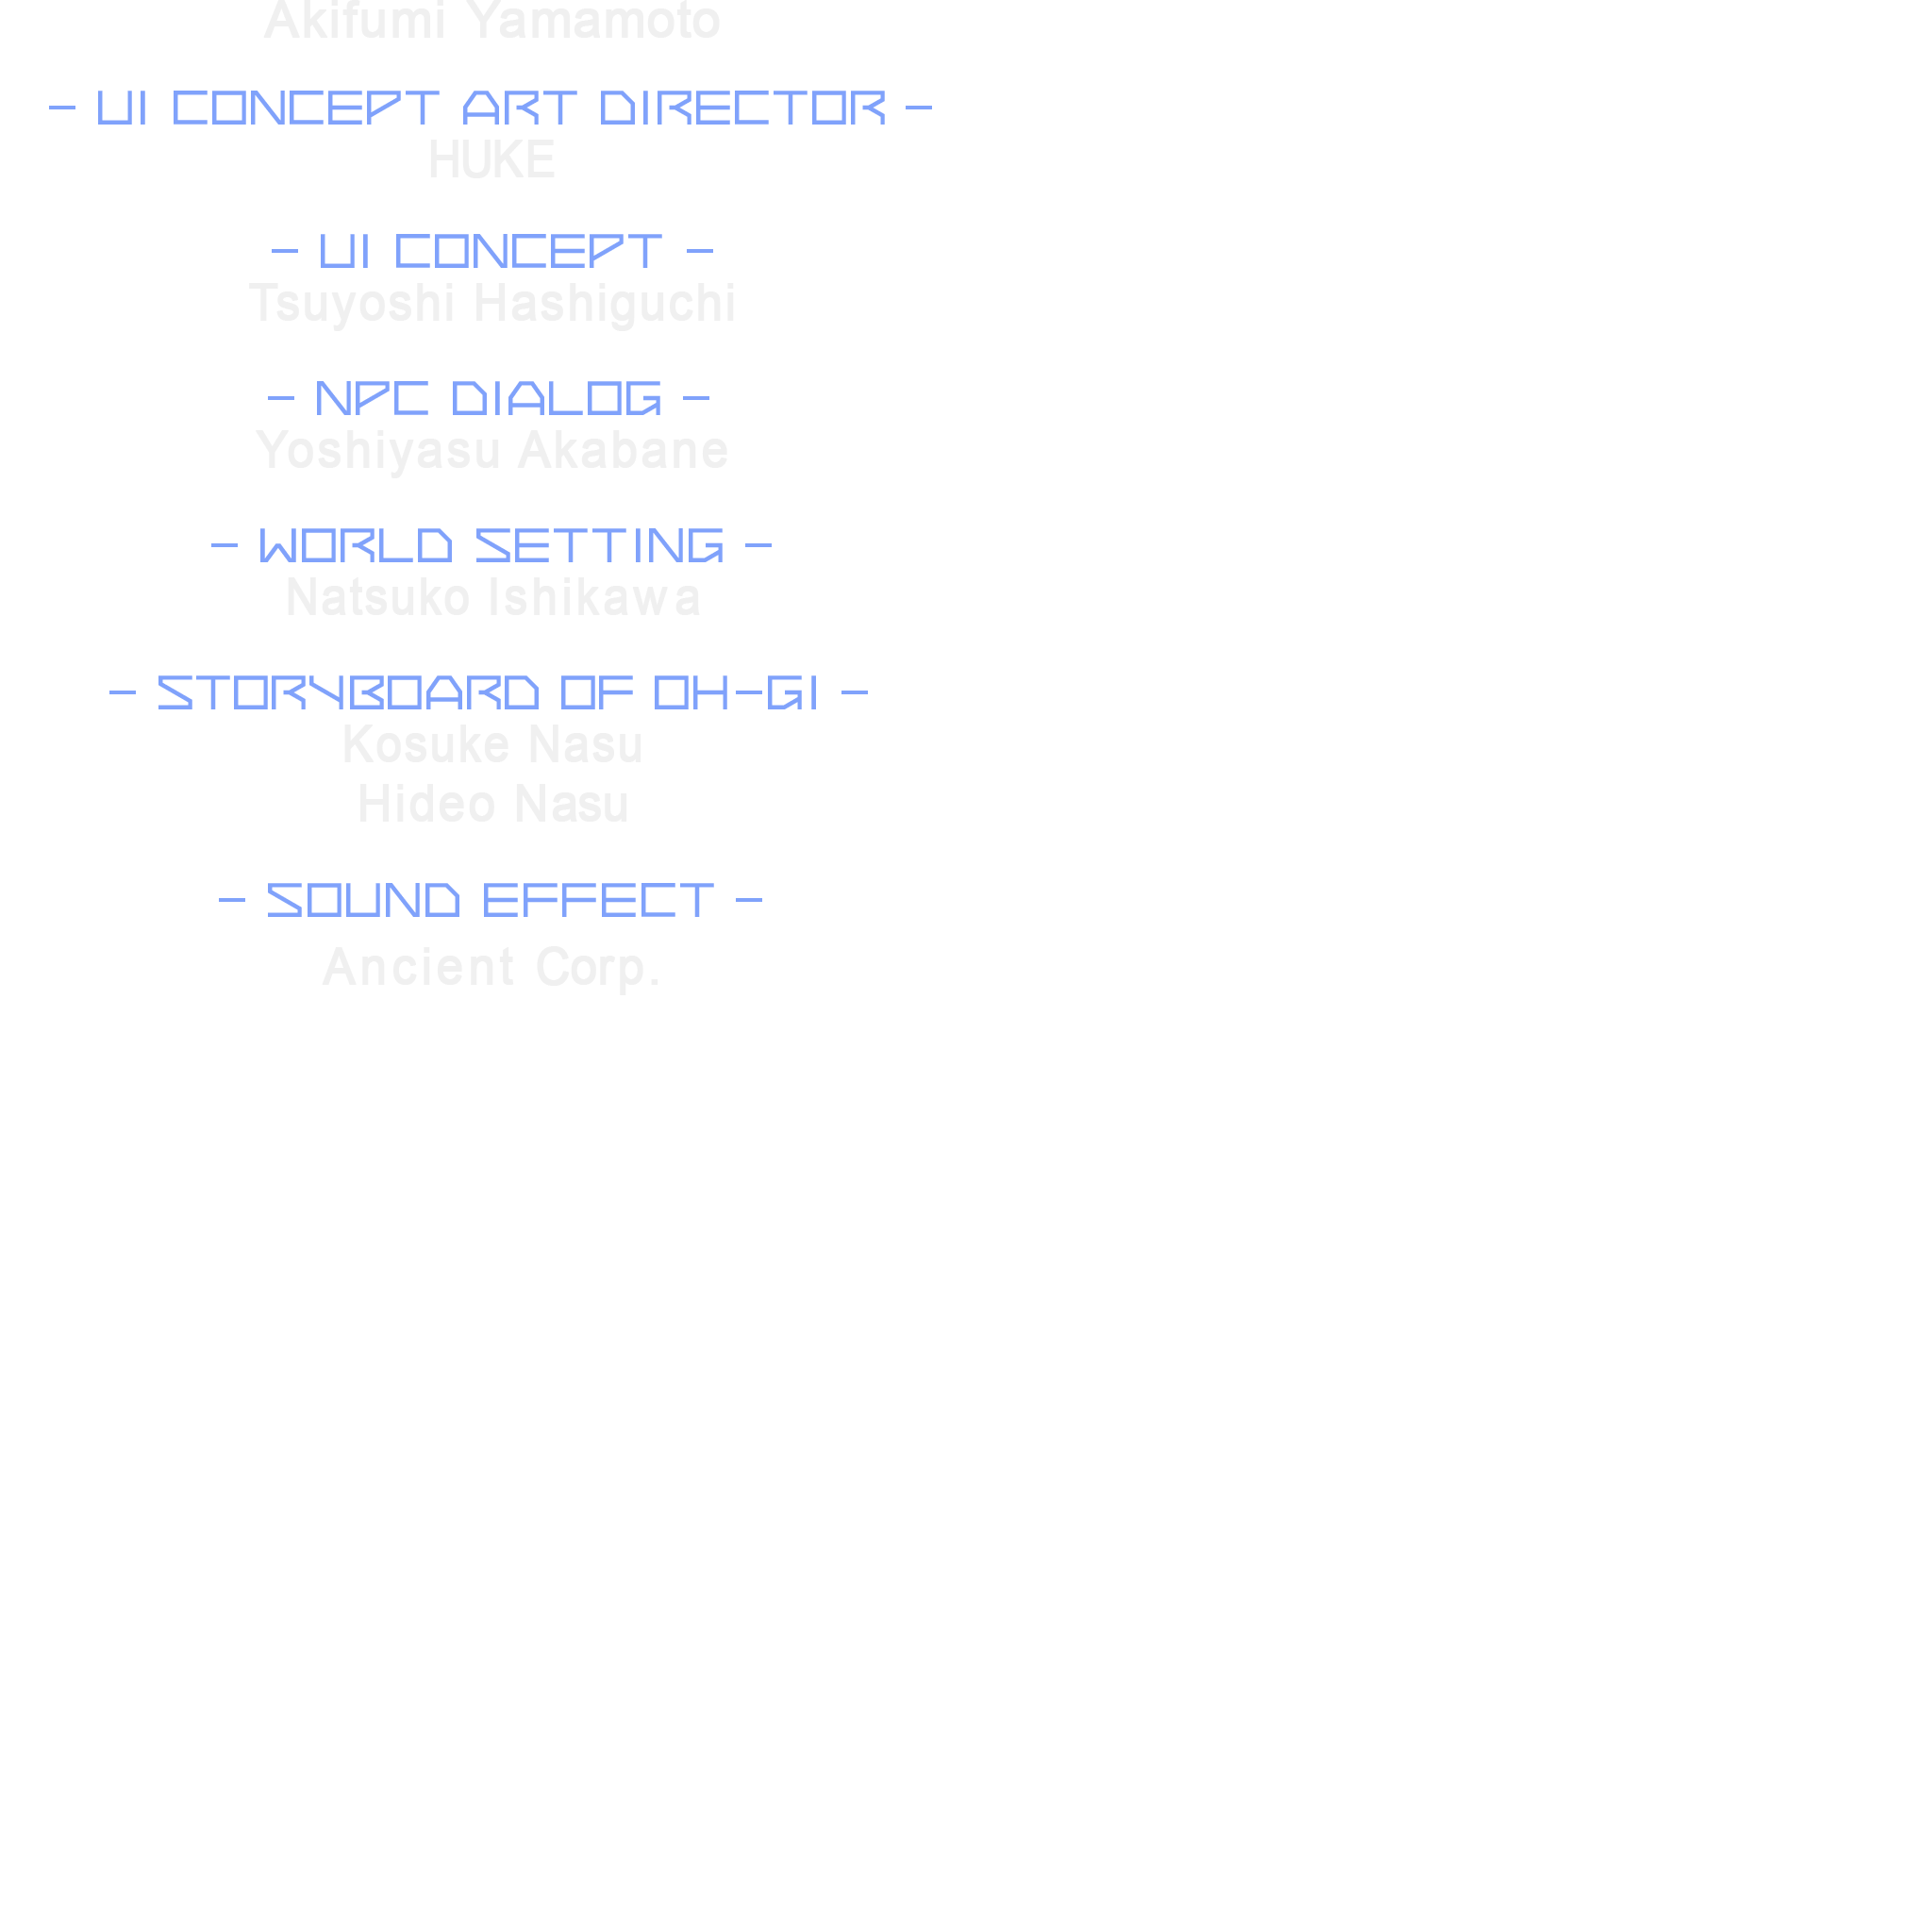 Akifumi Yamamoto
- UI CONCEPT ART DIRECTOR -
HUKE
- UI CONCEPT -
Tsuyoshi Hashiguchi
- NPC DIALOG -
Yoshiyasu Akabane
- WORLD SETTING -
Natsuko Ishikawa
- STORYBOARD OF OH-GI -
Kosuke Nasu
Hideo Nasu
- SOUND EFFECT -
Ancient Corp.